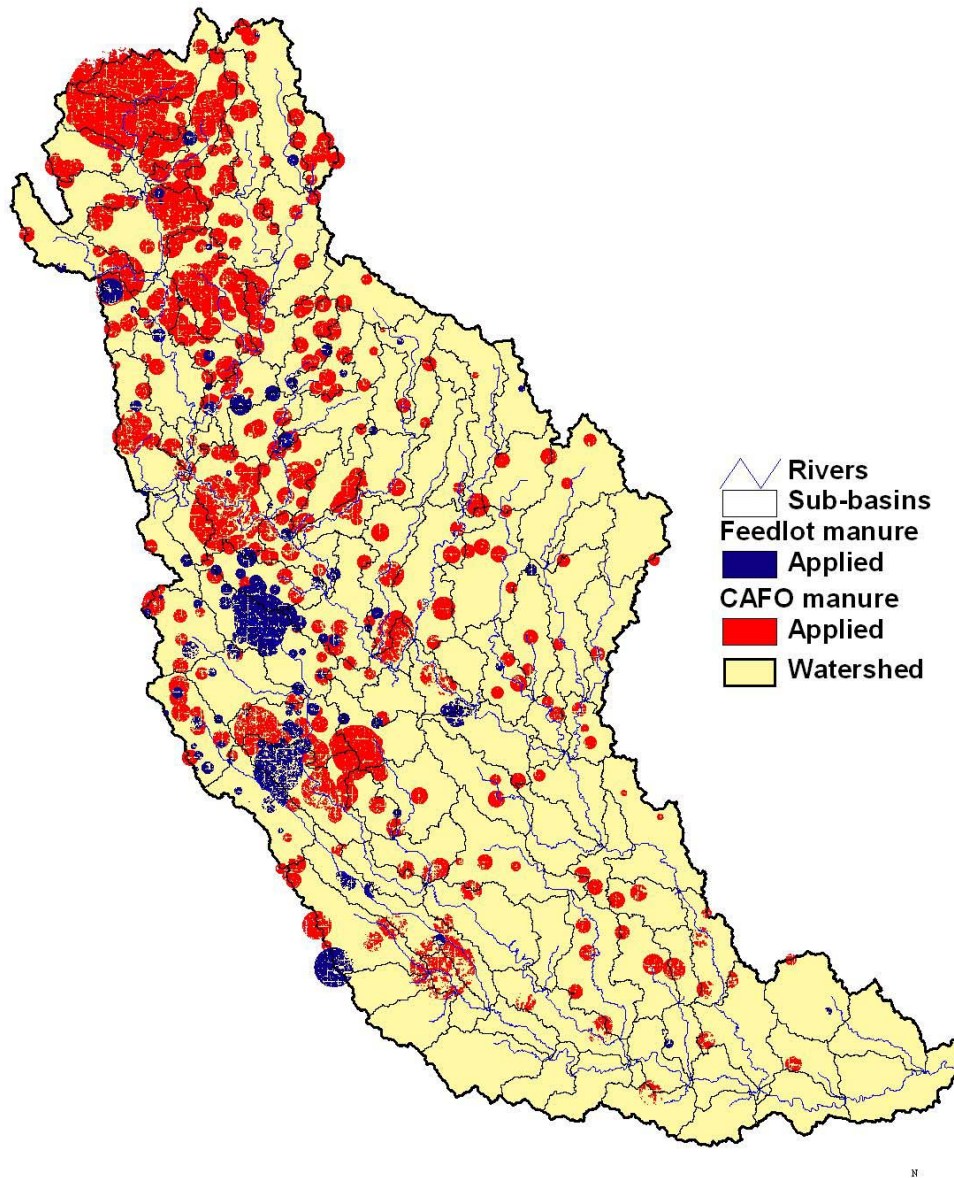 Rivers
Sub-basins
Feedlot manure
Applied
CAFO manure
Applied
Watershed
N